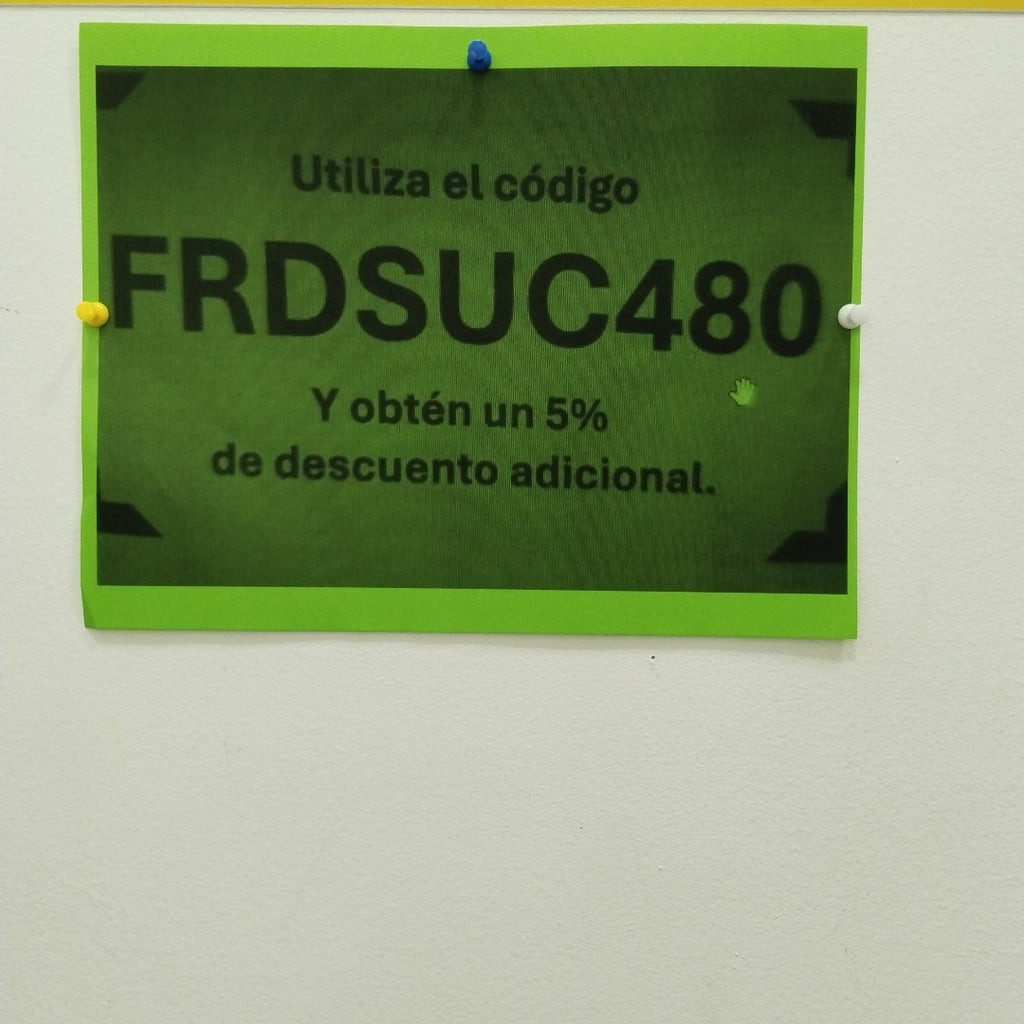 Utiliza el código
FRDSUC480
Y obtén un 5%
de descuento adicional.